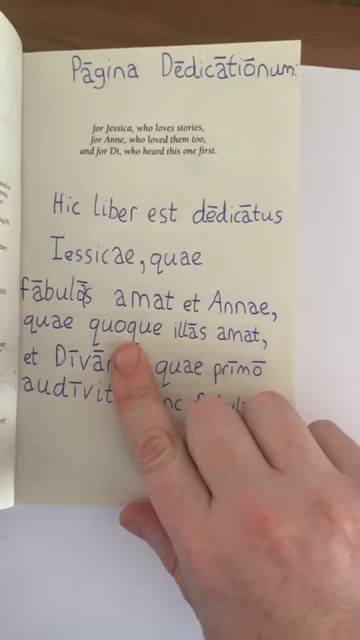 Pāgina Dēdicātiōnum:
for Jessica, who loves stories,
for Anne, who loved them too,
and for Di, who heard this one first.
Hic liber est dēdicātus
Iessicae, quae
fābulās amat et Annae,
quae quoque illās amat,
et quae prīmō
audīvit